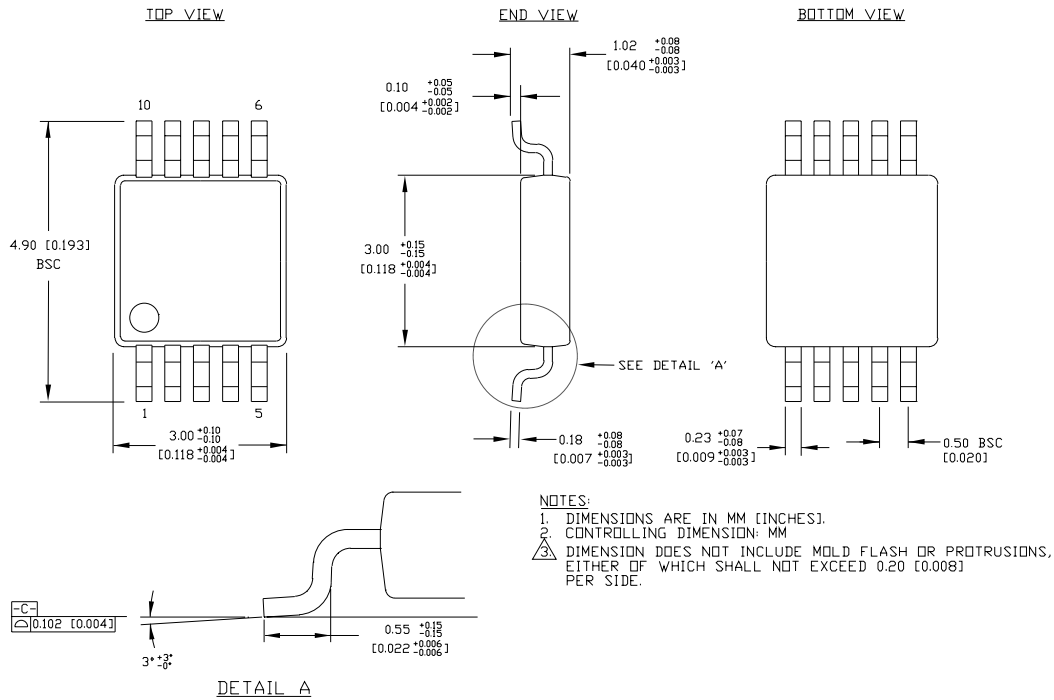 TOP VIEW
END VIEW
BOTTOM VIEW
10
6
4.90 [0.193]
BSC
1
5
3.00 +0.10 -0.10
[0.118 +0.004 -0.004]
1.02 +0.08 -0.08
[0.040 +0.003 -0.003]
0.10 +0.05 -0.05
[0.004 +0.002 -0.002]
3.00 +0.15 -0.15
[0.118 +0.004 -0.004]
SEE DETAIL 'A'
0.18 +0.08 -0.08
[0.007 +0.003 -0.003]
0.23 +0.07 -0.08
[0.009 +0.003 -0.003]
0.50 BSC
[0.020]
NOTES:
1. DIMENSIONS ARE IN MM [INCHES].
2. CONTROLLING DIMENSION: MM
3. DIMENSION DOES NOT INCLUDE MOLD FLASH OR PROTRUSIONS,
EITHER OF WHICH SHALL NOT EXCEED 0.20 [0.008]
PER SIDE.
-C-
0.102 [0.004]
3° +3° -0°
0.55 +0.15 -0.15
[0.022 +0.006 -0.006]
DETAIL A